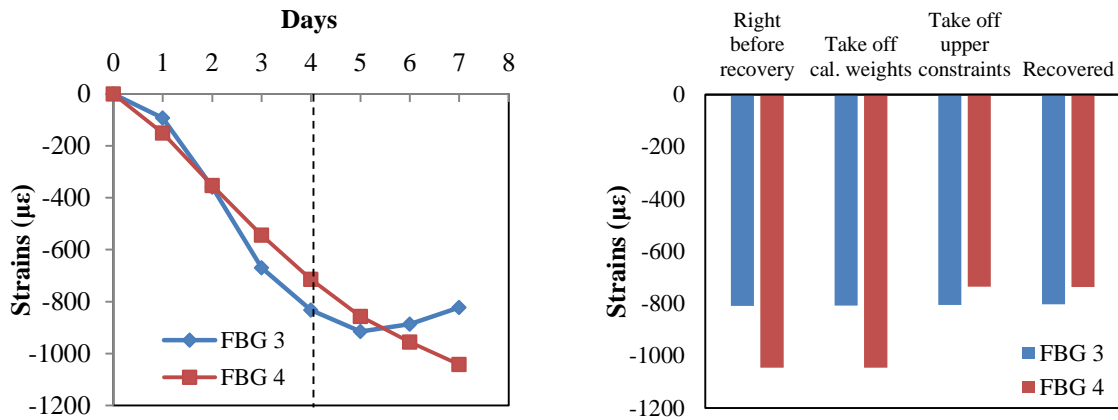 Days
0 1 2 3 4 5 6 7 8
0
-200
-400
-600
-800
-1000
-1200
Strains (µε)
FBG 3
FBG 4
Right before recovery
Take off cal. weights
Take off upper constraints
Recovered
0
-200
-400
-600
-800
-1000
-1200
Strains (µε)
FBG 3
FBG 4